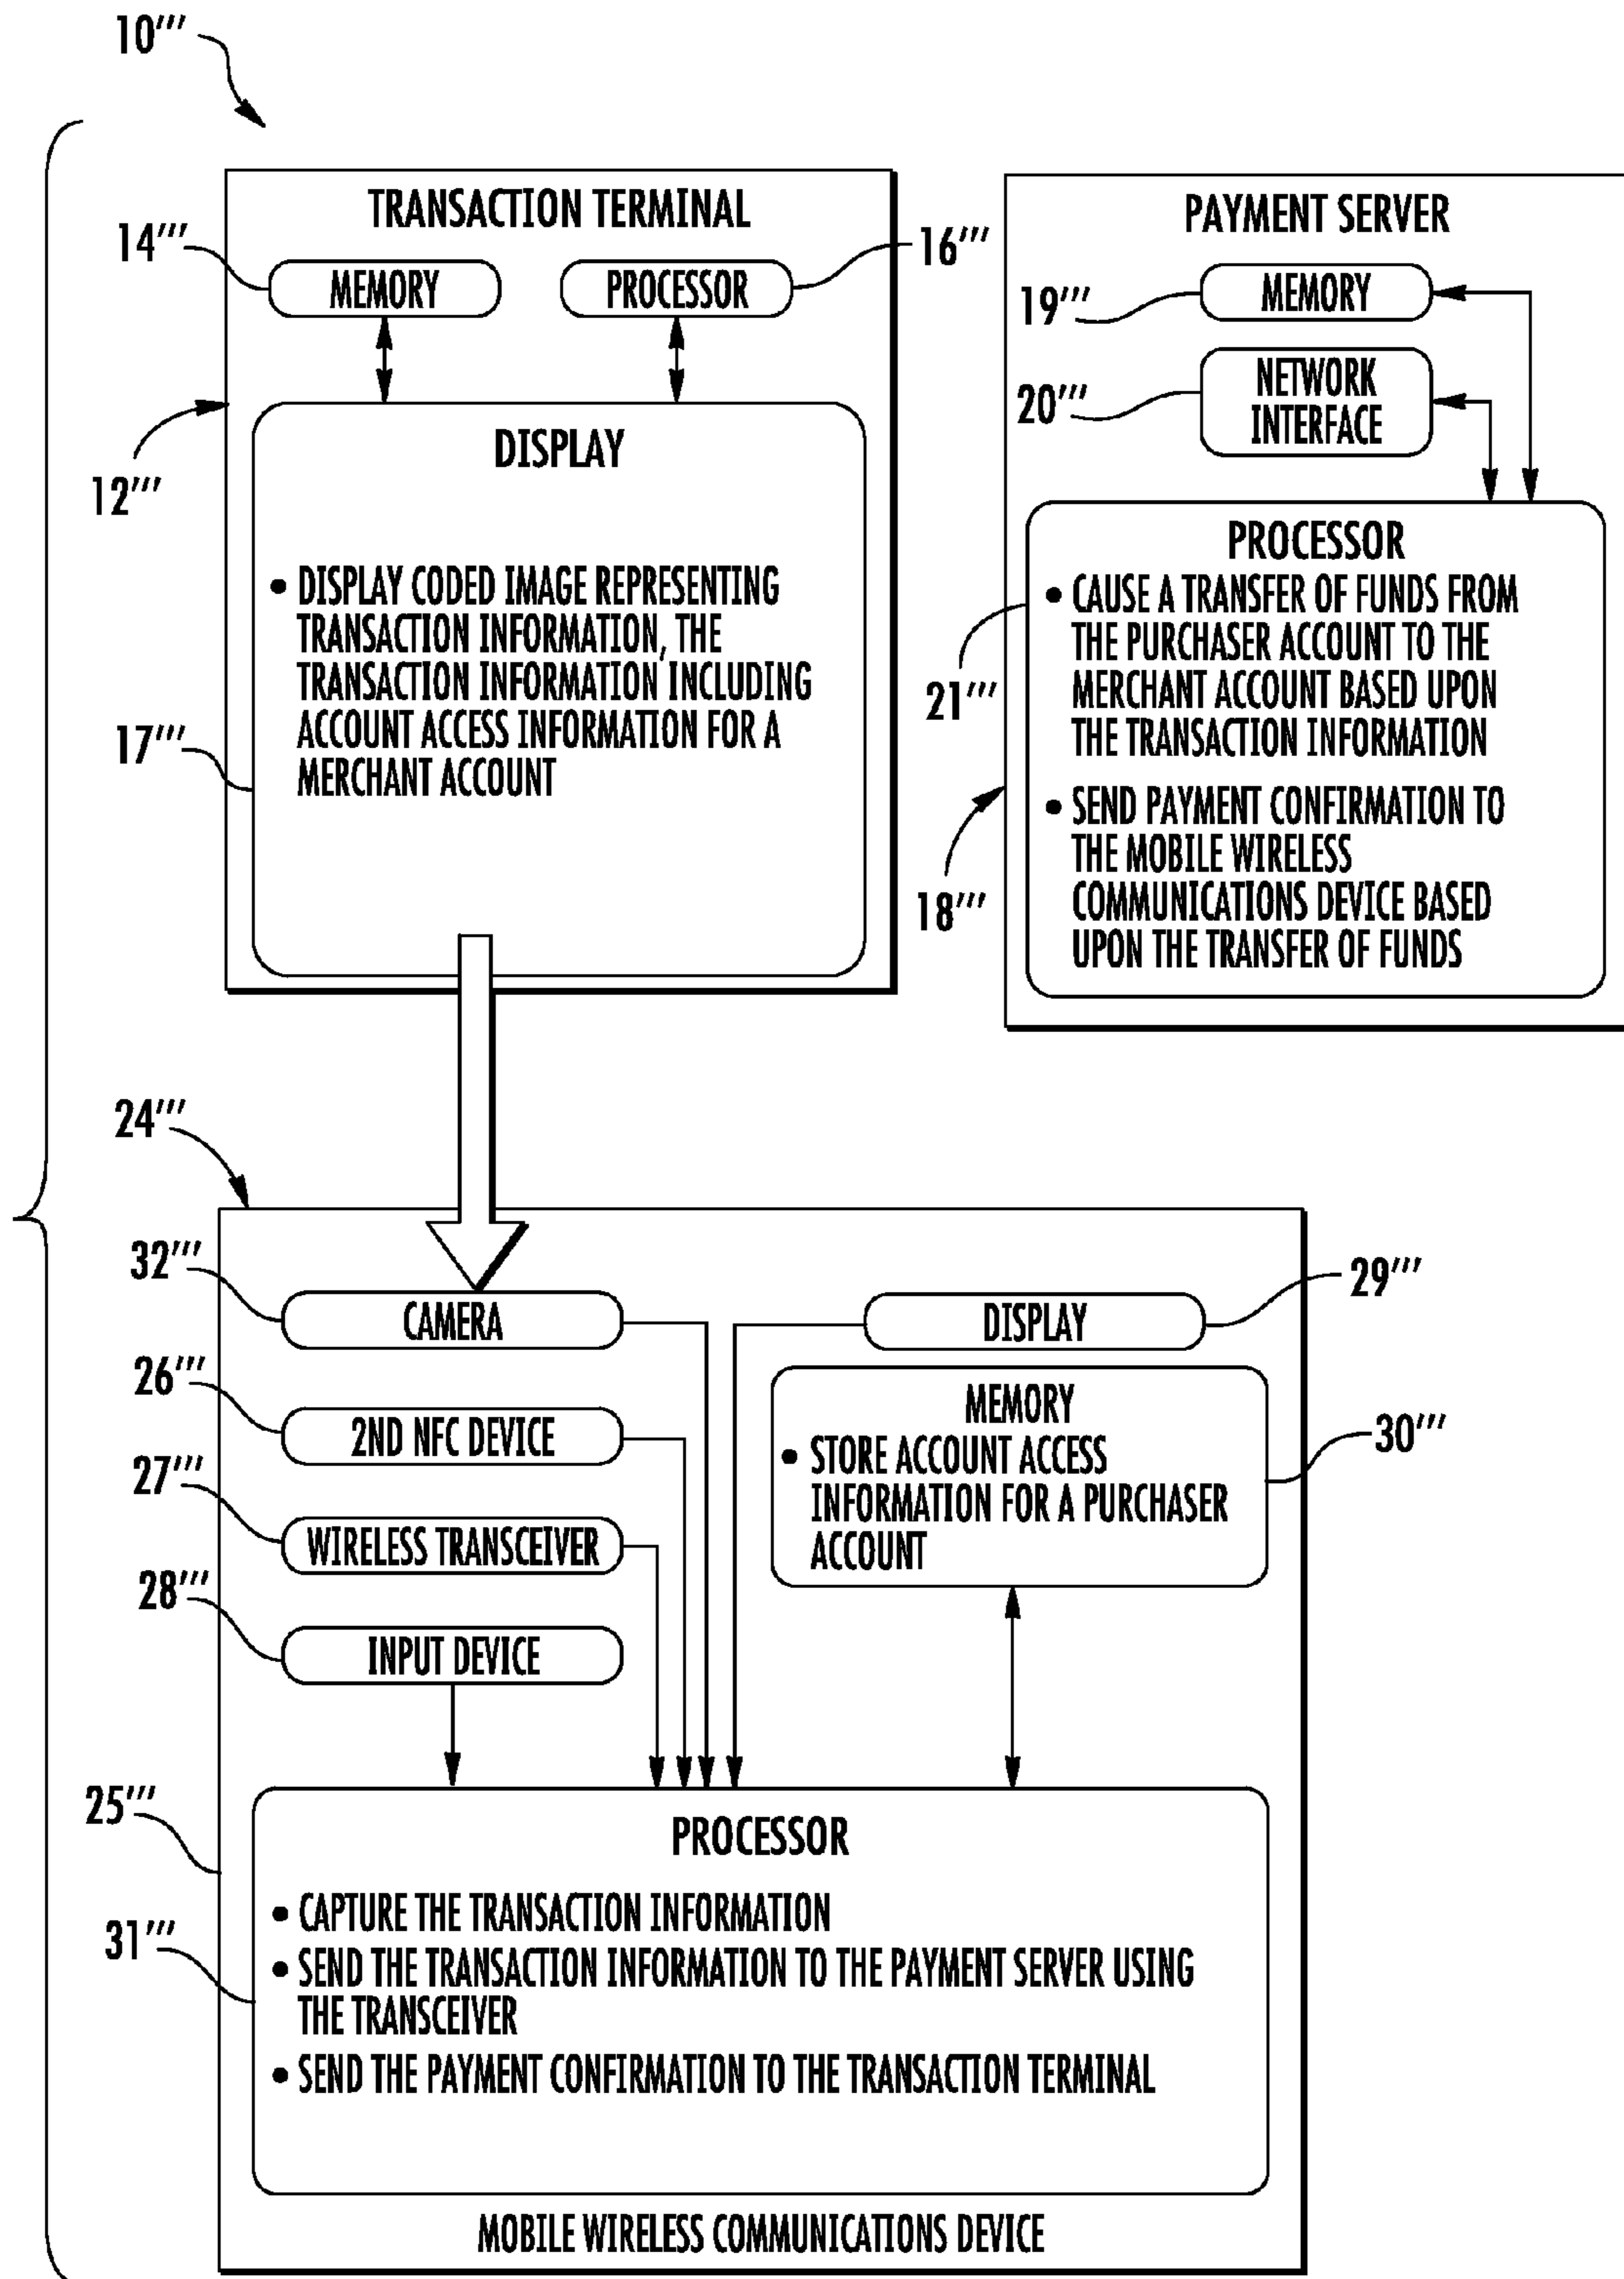 10‴
TRANSACTION TERMINAL
14‴
MEMORY
PROCESSOR
16‴
12‴
DISPLAY
• DISPLAY CODED IMAGE REPRESENTING
TRANSACTION INFORMATION, THE
TRANSACTION INFORMATION INCLUDING
ACCOUNT ACCESS INFORMATION FOR A
MERCHANT ACCOUNT
17‴
PAYMENT SERVER
19‴
MEMORY
20‴
NETWORK
INTERFACE
PROCESSOR
• CAUSE A TRANSFER OF FUNDS FROM
THE PURCHASER ACCOUNT TO THE
MERCHANT ACCOUNT BASED UPON
THE TRANSACTION INFORMATION
21‴
• SEND PAYMENT CONFIRMATION TO
THE MOBILE WIRELESS
COMMUNICATIONS DEVICE BASED
UPON THE TRANSFER OF FUNDS
18‴
24‴
32‴
CAMERA
DISPLAY
29‴
26‴
2ND NFC DEVICE
MEMORY
• STORE ACCOUNT ACCESS
INFORMATION FOR A PURCHASER
ACCOUNT
30‴
27‴
WIRELESS TRANSCEIVER
28‴
INPUT DEVICE
25‴
PROCESSOR
• CAPTURE THE TRANSACTION INFORMATION
• SEND THE TRANSACTION INFORMATION TO THE PAYMENT SERVER USING
THE TRANSCEIVER
• SEND THE PAYMENT CONFIRMATION TO THE TRANSACTION TERMINAL
31‴
MOBILE WIRELESS COMMUNICATIONS DEVICE